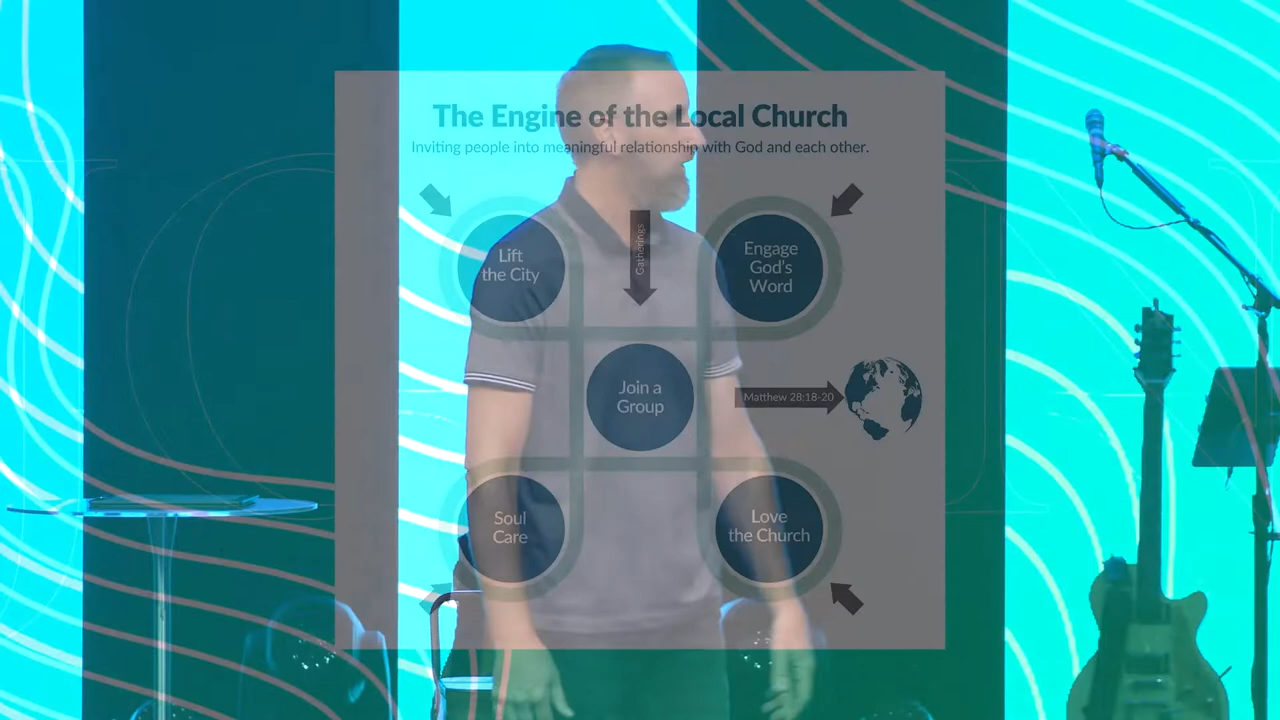 The Engine of the Local Church
Inviting people into meaningful relationship with God and each other.
Lift
the City
Gatherings
Engage
God's
Word
Join a
Group
Matthew 28:18-20
Soul
Care
Love
the Church